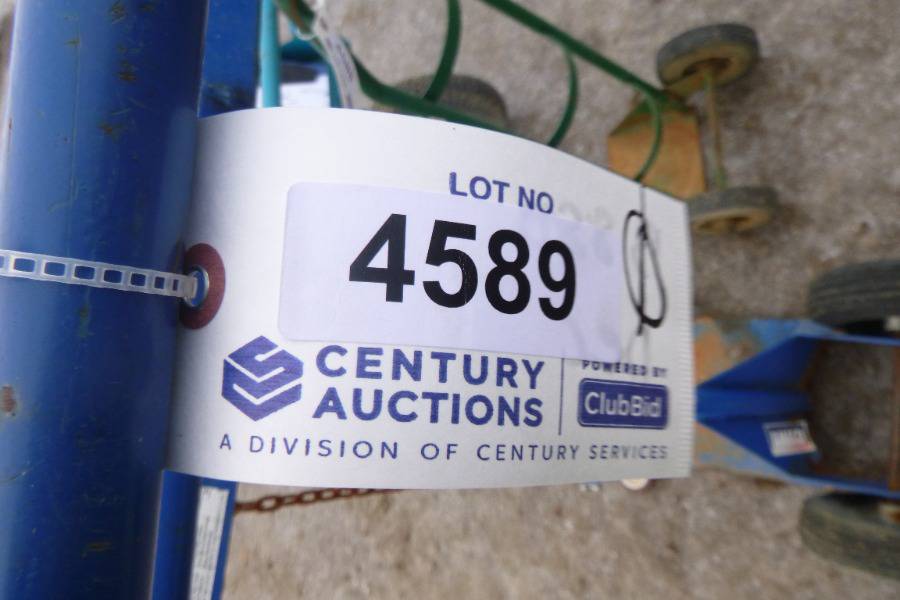 LOT NO
4589
CENTURY
AUCTIONS
POWERED BY
ClubBid
A DIVISION OF CENTURY SERVICES